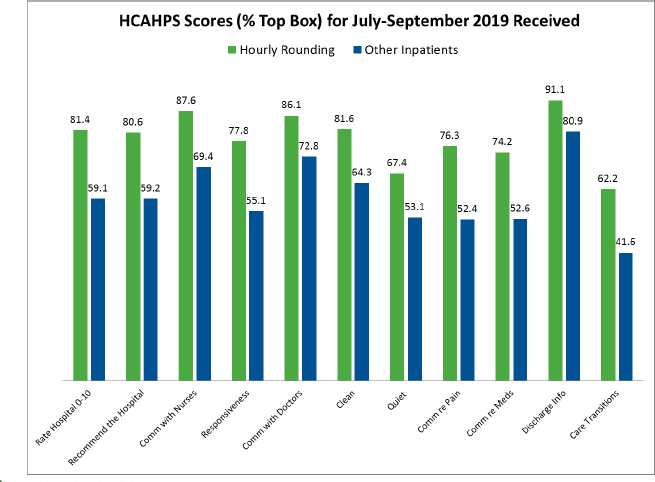 HCAHPS Scores (% Top Box) for July-September 2019 Received
Hourly Rounding Other Inpatients
81.4 59.1
80.6 59.2
87.6 69.4
77.8 55.1
86.1 72.8
81.6 64.3
67.4 53.1
76.3 52.4
74.2 52.6
91.1 80.9
62.2 41.6
Rate Hospital 0-10
Recommend the Hospital
Comm with Nurses
Responsiveness
Comm with Doctors
Clean
Quiet
Comm re Pain
Comm re Meds
Discharge Info
Care Transitions